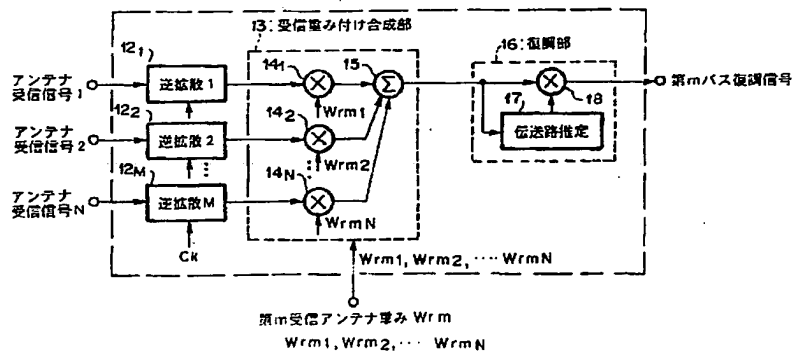 13:受信重み付け合成部
16:復調部
アンテナ
受信信号1
12₁
逆拡散1
14₁
15
Σ
Wrm1
17
18
第mパス復調信号
伝送路推定
アンテナ
受信信号2
12₂
逆拡散2
14₂
Wrm2
アンテナ
受信信号N
12M
逆拡散M
14N
WrmN
Ck
Wrm1, Wrm2, ···· WrmN
第m受信アンテナ重み Wrm
Wrm1, Wrm2, ··· WrmN